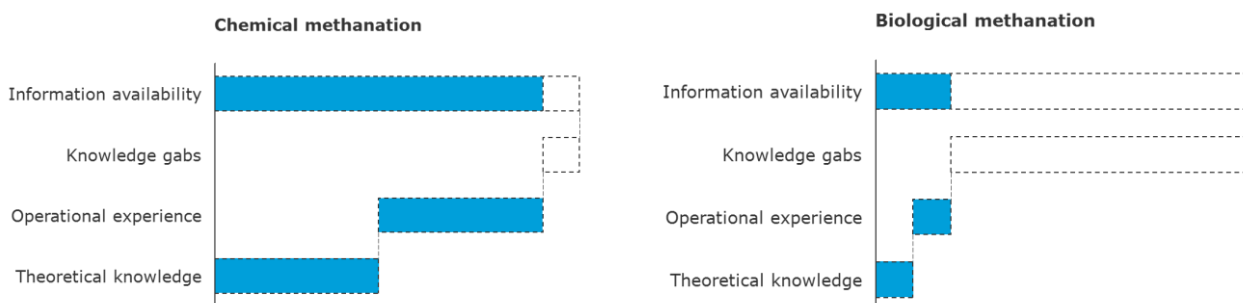 Chemical methanation
Information availability
Knowledge gabs
Operational experience
Theoretical knowledge
Biological methanation
Information availability
Knowledge gabs
Operational experience
Theoretical knowledge